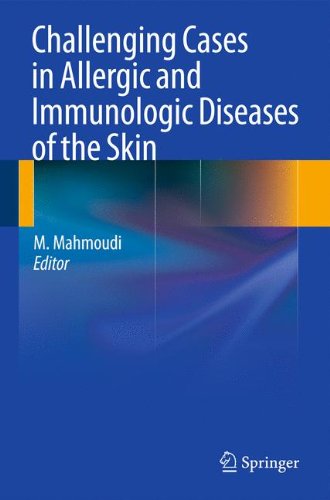 Challenging Cases
in Allergic and
Immunologic Diseases
of the Skin
M. Mahmoudi
Editor
Springer